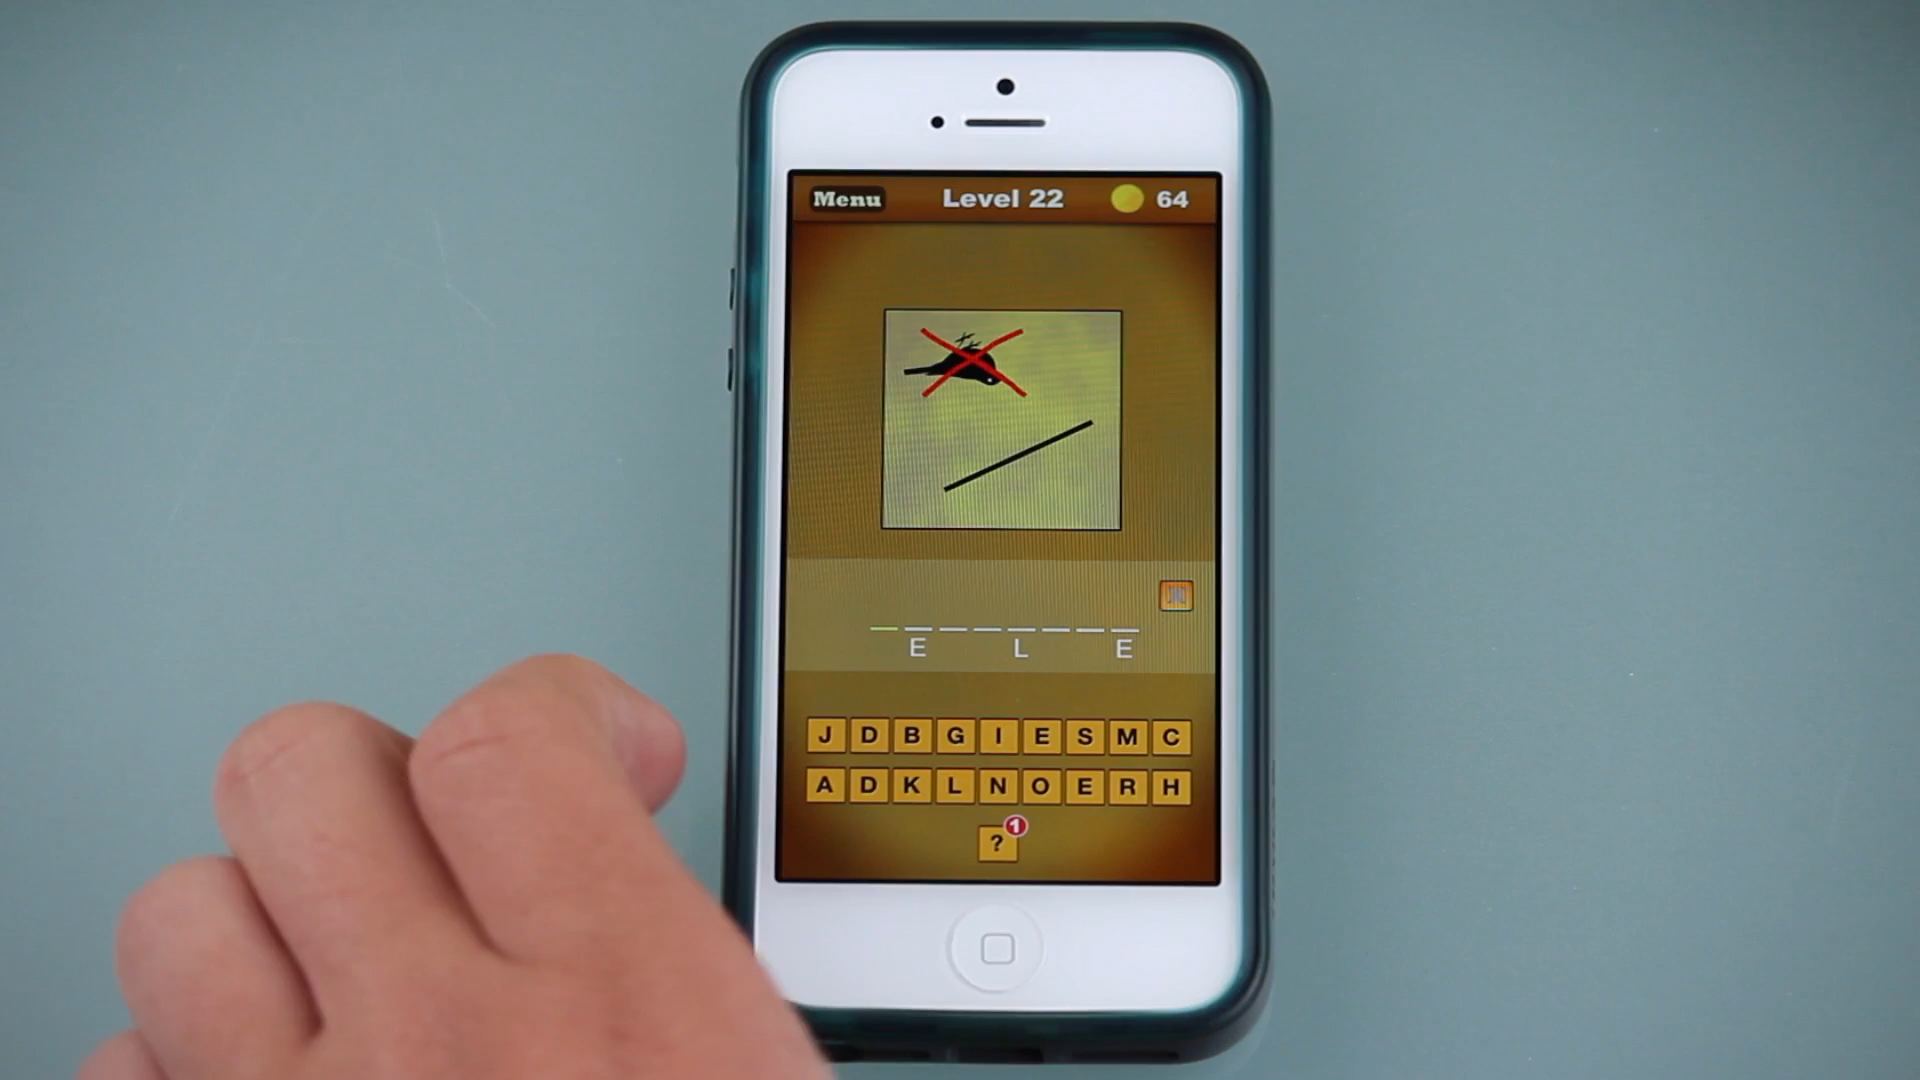 Menu Level 22 64
E L E
J D B G I E S M C
A D K L N O E R H
1
?